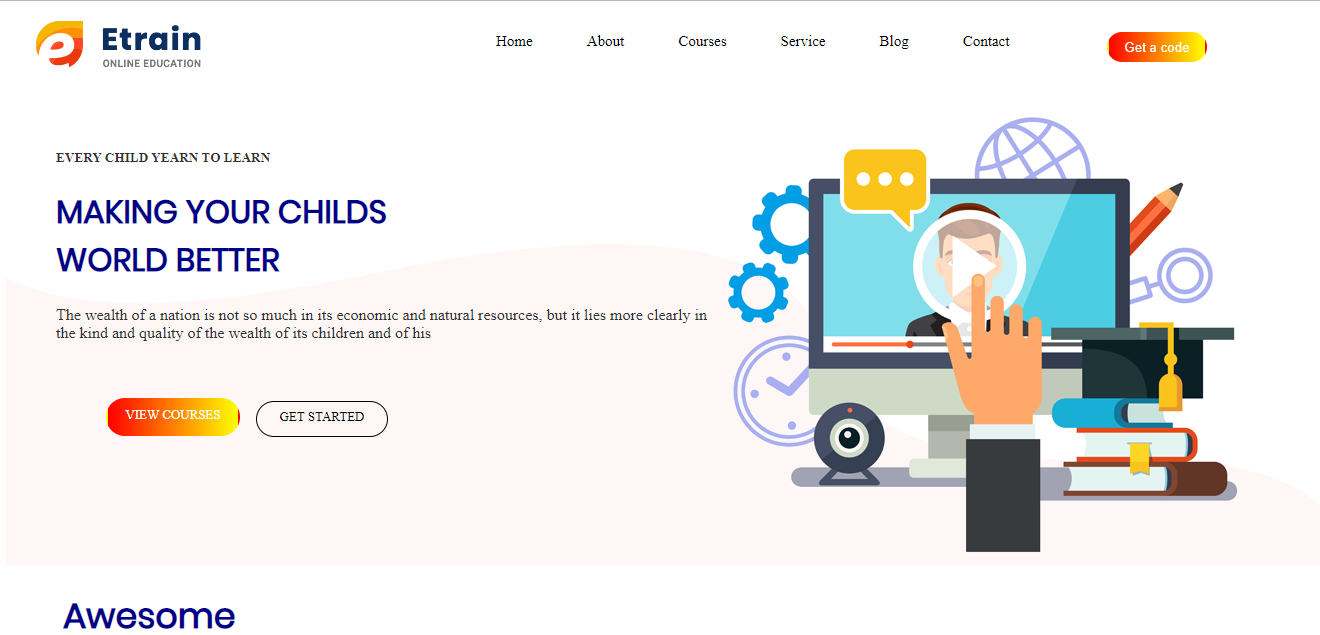 Etrain
ONLINE EDUCATION
Home About Courses Service Blog Contact
Get a code
EVERY CHILD YEARN TO LEARN
MAKING YOUR CHILDS
WORLD BETTER
The wealth of a nation is not so much in its economic and natural resources, but it lies more clearly in
the kind and quality of the wealth of its children and of his
VIEW COURSES GET STARTED
Awesome